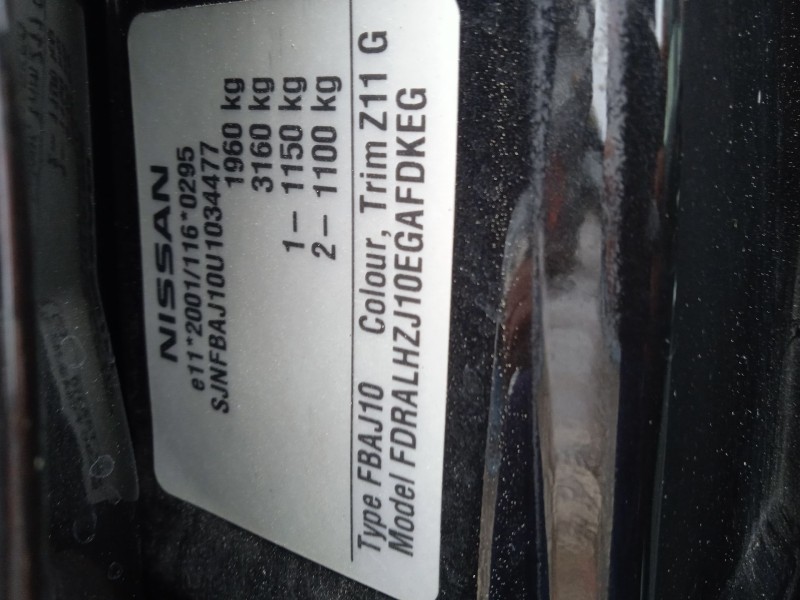 NISSAN
e11*2001/116*0295
SJNFBAJ10U1034477
1960 kg
3160 kg
1– 1150 kg
2– 1100 kg
Type FBAJ10 Colour, Trim Z11 G
Model FDRALHZJ10EGAFDKEG